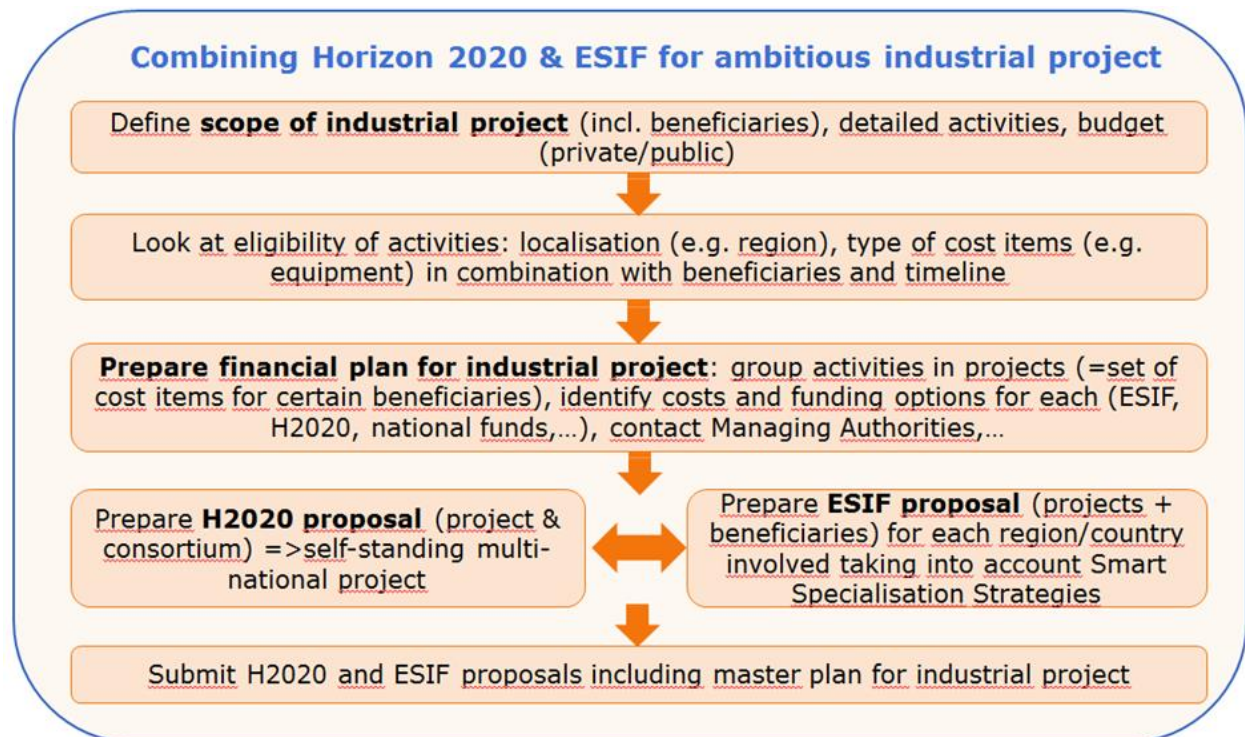 Combining Horizon 2020 & ESIF for ambitious industrial project
Define scope of industrial project (incl. beneficiaries), detailed activities, budget
(private/public)
Look at eligibility of activities: localisation (e.g. region), type of cost items (e.g.
equipment) in combination with beneficiaries and timeline
Prepare financial plan for industrial project: group activities in projects (=set of
cost items for certain beneficiaries), identify costs and funding options for each (ESIF,
H2020, national funds,...), contact Managing Authorities,...
Prepare H2020 proposal (project &
consortium) =>self-standing multi-
national project
Prepare ESIF proposal (projects +
beneficiaries) for each region/country
involved taking into account Smart
Specialisation Strategies
Submit H2020 and ESIF proposals including master plan for industrial project